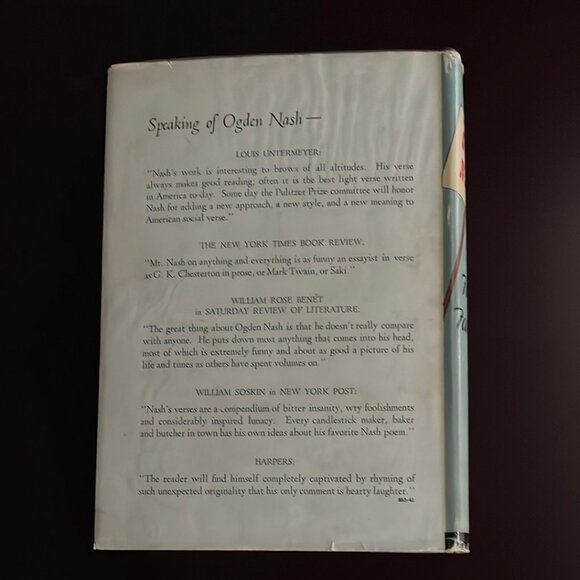 Speaking of Ogden Nash—
LOUIS UNTERMEYER:
"Nash's work is interesting to brows of all altitudes. His verse
always makes good reading; often it is the best light verse written
in America to-day. Some day the Pulitzer Prize committee will honor
Nash for adding a new approach, a new style, and a new meaning to
American social verse."
THE NEW YORK TIMES BOOK REVIEW:
"Mr. Nash on anything and everything is as funny an essayist in verse
as G. K. Chesterton in prose, or Mark Twain, or Saki."
WILLIAM ROSE BENÉT
in SATURDAY REVIEW OF LITERATURE:
"The great thing about Ogden Nash is that he doesn't really compare
with anyone. He puts down most anything that comes into his head,
most of which is extremely funny and about as good a picture of his
life and times as others have spent volumes on."
WILLIAM SOSKIN in NEW YORK POST:
"Nash's verses are a compendium of bitter insanity, wry foolishments
and considerably inspired lunacy. Every candlestick maker, baker
and butcher in town has his own ideas about his favorite Nash poem."
HARPERS:
"The reader will find himself completely captivated by rhyming of
such unexpected originality that his only comment is hearty laughter."